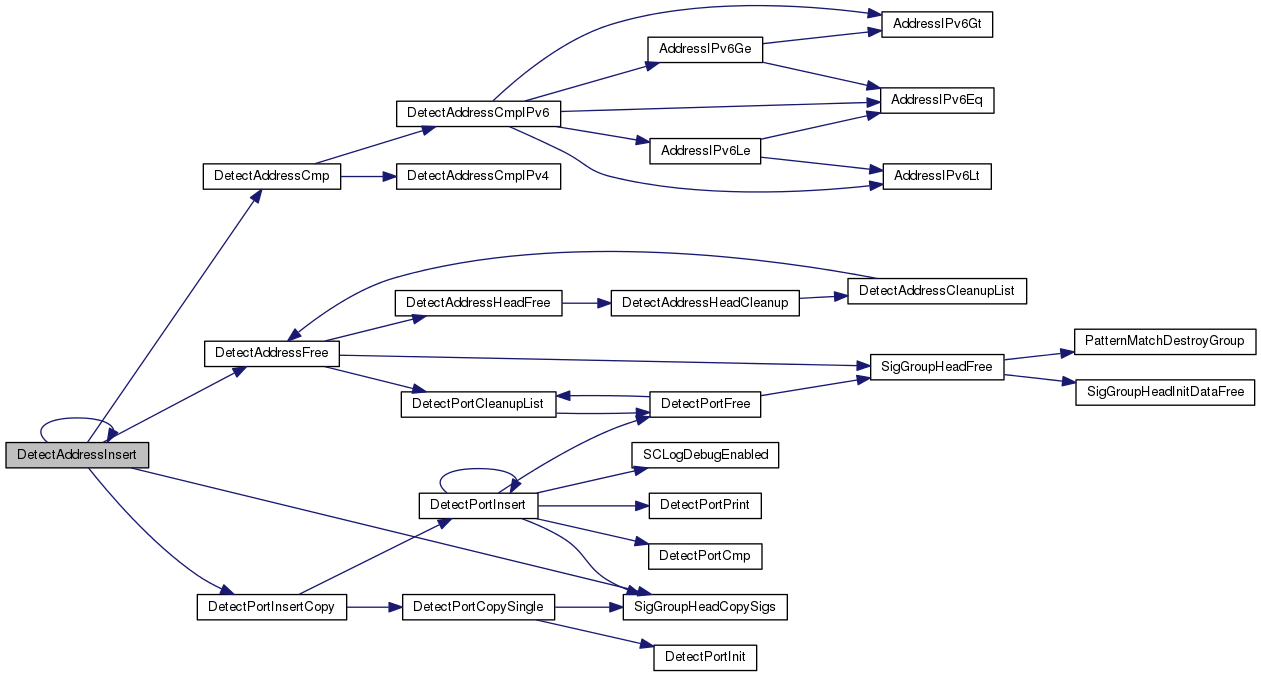 AddressIPv6Gt
AddressIPv6Ge
AddressIPv6Eq
DetectAddressCmpIPv6
AddressIPv6Le
DetectAddressCmp
DetectAddressCmpIPv4
AddressIPv6Lt
DetectAddressCleanupList
DetectAddressHeadFree
DetectAddressHeadCleanup
PatternMatchDestroyGroup
DetectAddressFree
SigGroupHeadFree
SigGroupHeadInitDataFree
DetectPortCleanupList
DetectPortFree
DetectAddressInsert
SCLogDebugEnabled
DetectPortInsert
DetectPortPrint
DetectPortCmp
DetectPortInsertCopy
DetectPortCopySingle
SigGroupHeadCopySigs
DetectPortInit